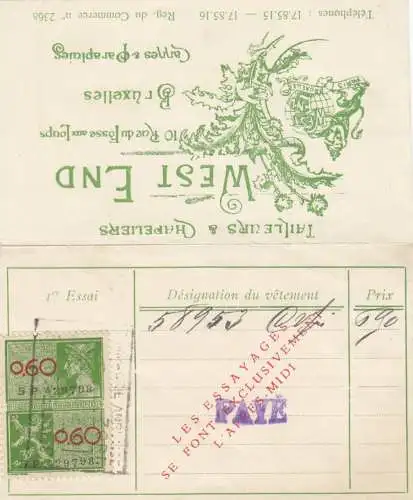 TAILLEURS & CHAPELIERS
WEST END
10 Rue du Fossé aux Loups
Bruxelles
Cannes & Parapluies
Téléphones : 17.85.15 — 17.85.16
Reg. du Commerce n° 2368
1er Essai
Désignation du vêtement
Prix
58953
690
0,60
0,60
LES ESSAYAGES
SE FONT EXCLUSIVEMENT
L'APRÈS-MIDI
PAYÉ